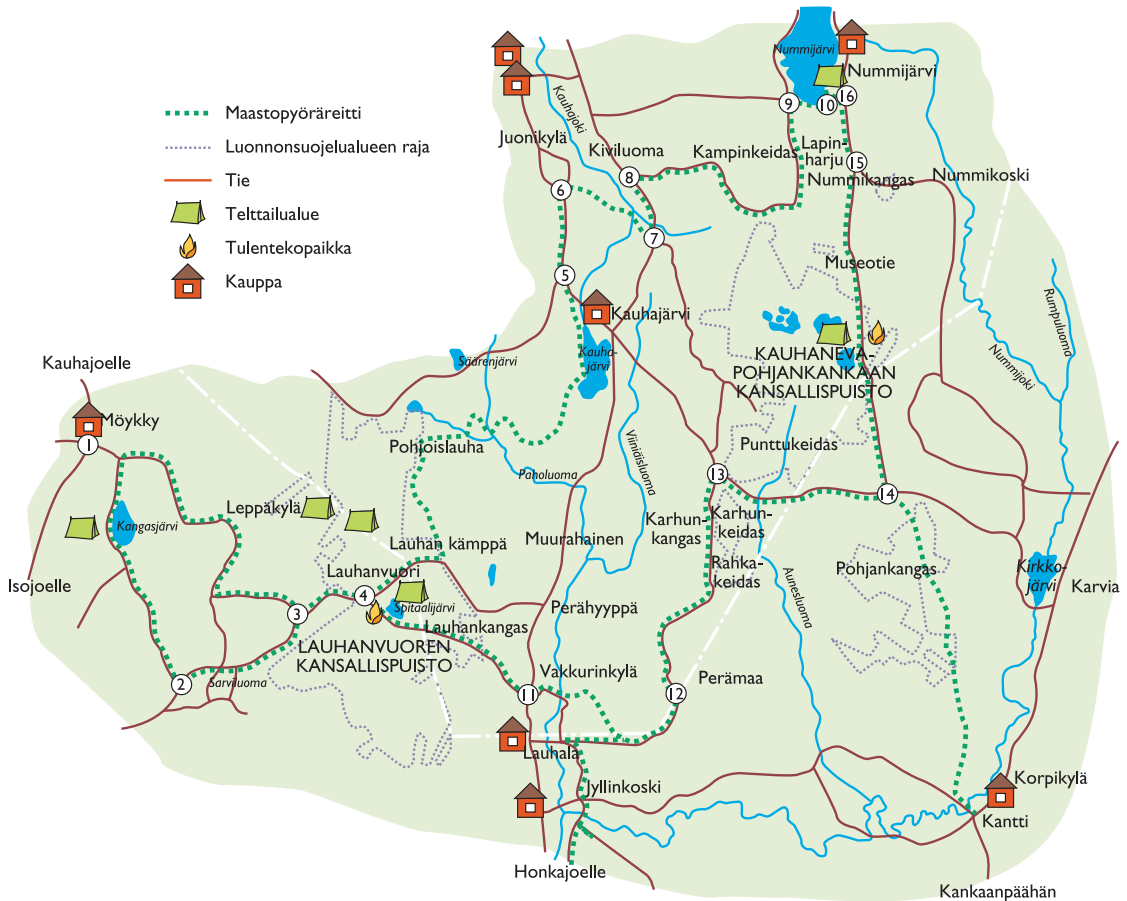 Maastopyöräreitti
Luonnonsuojelualueen raja
Tie
Telttailualue
Tulentekopaikka
Kauppa
Nummijärvi
Nummijärvi
9
10
16
Kauhajoki
Juonikylä
Kiviluoma
Kampinkeidas
Lapin-
harju
15
Nummikangas
Nummikoski
8
6
7
5
Museotie
Kauhajärvi
Kauha-
järvi
Säärenjärvi
Rumpuluoma
Nummijoki
KAUHANEVA-
POHJANKANKAAN
KANSALLISPUISTO
Kauhajoelle
Möykky
1
Pohjoislauha
Paholuoma
Viiniäisluoma
Punttukeidas
13
14
Leppäkylä
Kangasjärvi
Karhun-
kangas
Karhun-
keidas
Muurahainen
Lauhan kämppä
Rahka-
keidas
Pohjankangas
Kirkko-
järvi
Karvia
Isojoelle
Lauhanvuori
4
3
Spitaalijärvi
Lauhankangas
Perähyyppä
Aunesluoma
LAUHANVUOREN
KANSALLISPUISTO
2
Sarviluoma
Vakkurinkylä
11
12
Perämaa
Lauhala
Jyllinkoski
Korpikylä
Kantti
Honkajoelle
Kankaanpäähän